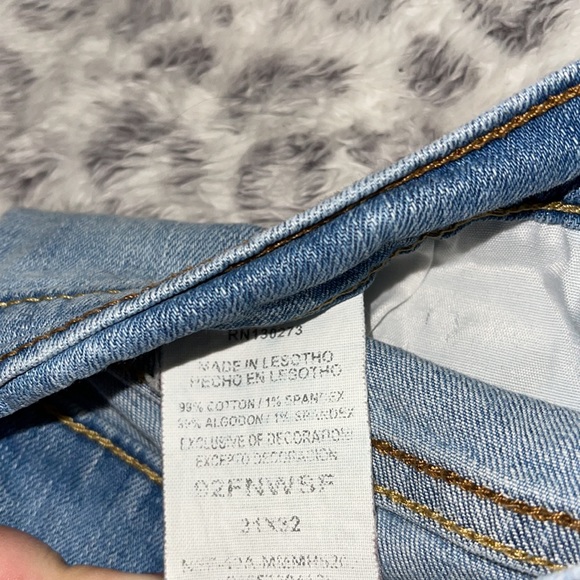 RN130273
MADE IN LESOTHO
HECHO EN LESOTHO
99% COTTON / 1% SPANDEX
99% ALGODON / 1% SPANDEX
EXCLUSIVE OF DECORATION
EXCEPTO DECORACION
02FNWSF
31X32